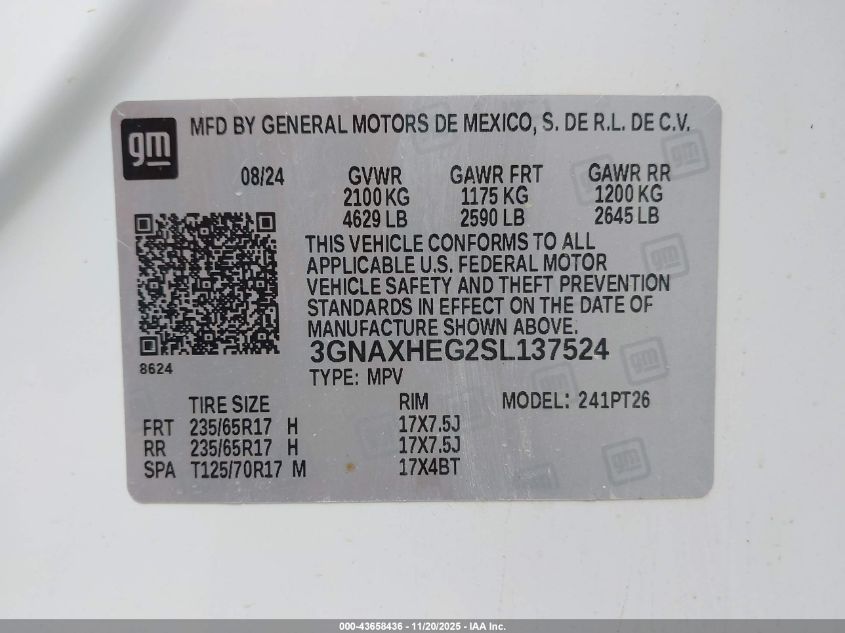 gm
MFD BY GENERAL MOTORS DE MEXICO, S. DE R.L. DE C.V.
08/24 GVWR GAWR FRT GAWR RR
2100 KG 1175 KG 1200 KG
4629 LB 2590 LB 2645 LB
THIS VEHICLE CONFORMS TO ALL
APPLICABLE U.S. FEDERAL MOTOR
VEHICLE SAFETY AND THEFT PREVENTION
STANDARDS IN EFFECT ON THE DATE OF
MANUFACTURE SHOWN ABOVE.
3GNAXHEG2SL137524
8624
TYPE: MPV
TIRE SIZE RIM MODEL: 241PT26
FRT 235/65R17 H 17X7.5J
RR 235/65R17 H 17X7.5J
SPA T125/70R17 M 17X4BT
000-43658436 - 11/20/2025 - IAA Inc.